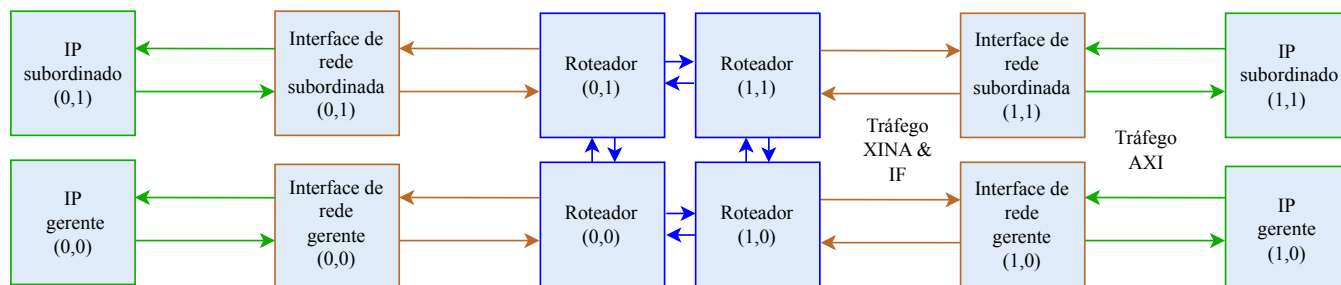 IP
subordinado
(0,1)
Interface de
rede
subordinada
(0,1)
Roteador
(0,1)
Roteador
(1,1)
Interface de
rede
subordinada
(1,1)
IP
subordinado
(1,1)
Tráfego
XINA &
IF
Tráfego
AXI
IP
gerente
(0,0)
Interface de
rede
gerente
(0,0)
Roteador
(0,0)
Roteador
(1,0)
Interface de
rede
gerente
(1,0)
IP
gerente
(1,0)